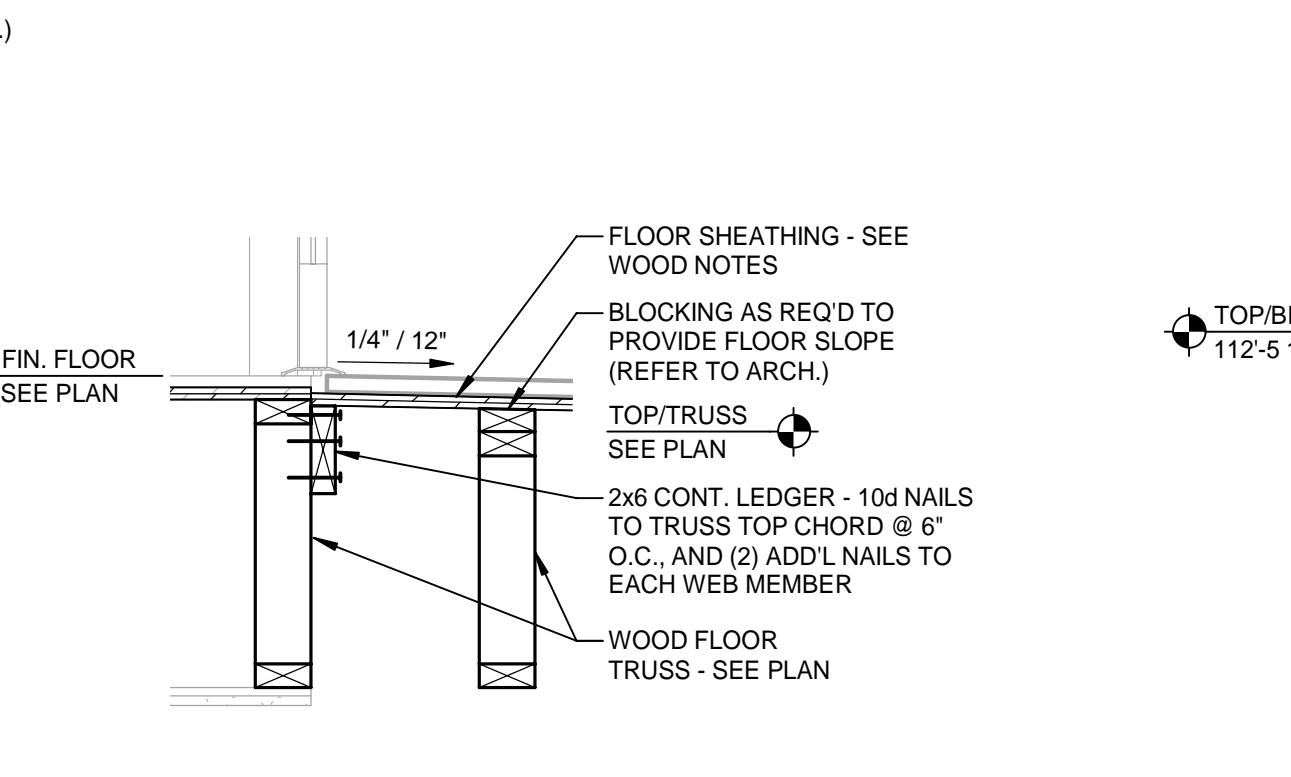 .)
FLOOR SHEATHING - SEE
WOOD NOTES
BLOCKING AS REQ'D TO
PROVIDE FLOOR SLOPE
(REFER TO ARCH.)
1/4" / 12"
FIN. FLOOR
SEE PLAN
TOP/TRUSS
SEE PLAN
2x6 CONT. LEDGER - 10d NAILS
TO TRUSS TOP CHORD @ 6"
O.C., AND (2) ADD'L NAILS TO
EACH WEB MEMBER
WOOD FLOOR
TRUSS - SEE PLAN
112'-5